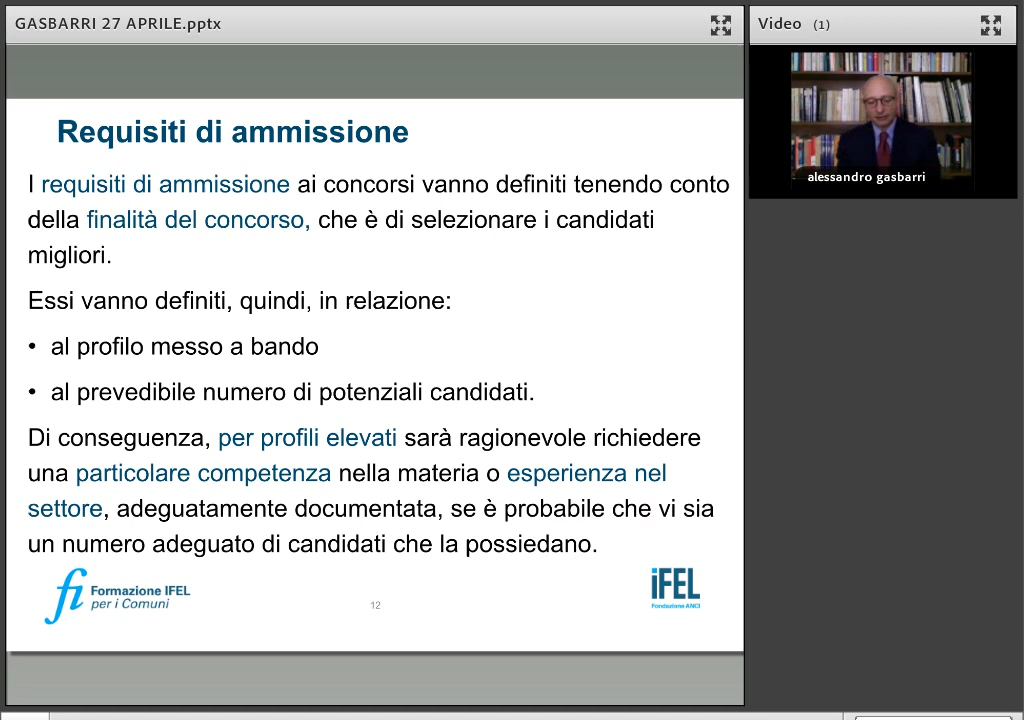 GASBARRI 27 APRILE.pptx
Video (1)
alessandro gasbarri
Requisiti di ammissione
I requisiti di ammissione ai concorsi vanno definiti tenendo conto
della finalità del concorso, che è di selezionare i candidati
migliori.
Essi vanno definiti, quindi, in relazione:
• al profilo messo a bando
• al prevedibile numero di potenziali candidati.
Di conseguenza, per profili elevati sarà ragionevole richiedere
una particolare competenza nella materia o esperienza nel
settore, adeguatamente documentata, se è probabile che vi sia
un numero adeguato di candidati che la possiedano.
fi Formazione IFEL
per i Comuni
12
iFEL
Fondazione ANCI